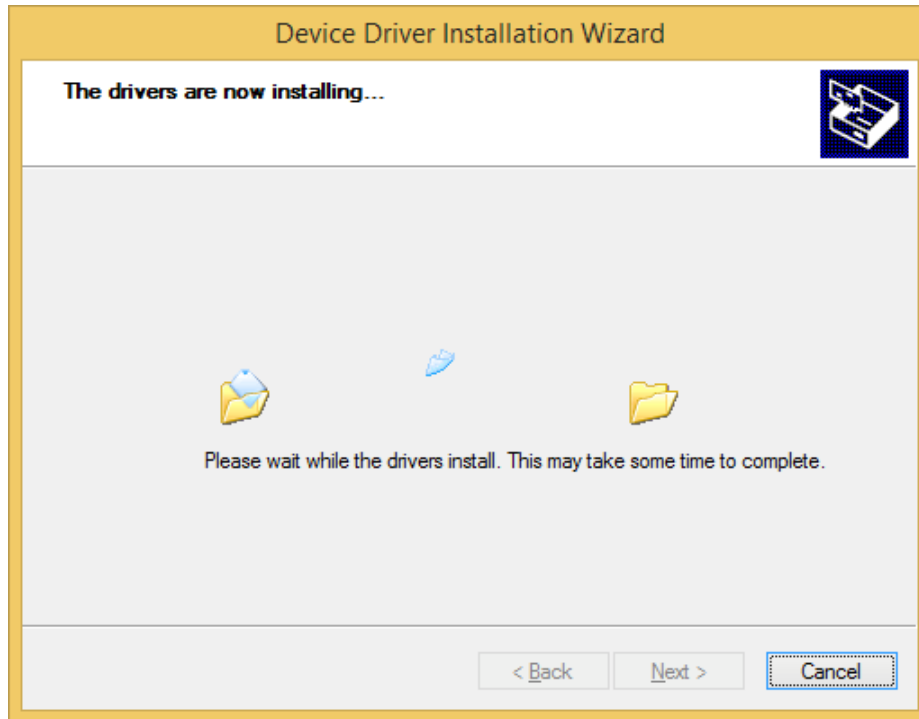 Device Driver Installation Wizard
The drivers are now installing...
Please wait while the drivers install. This may take some time to complete.
< Back Next > Cancel